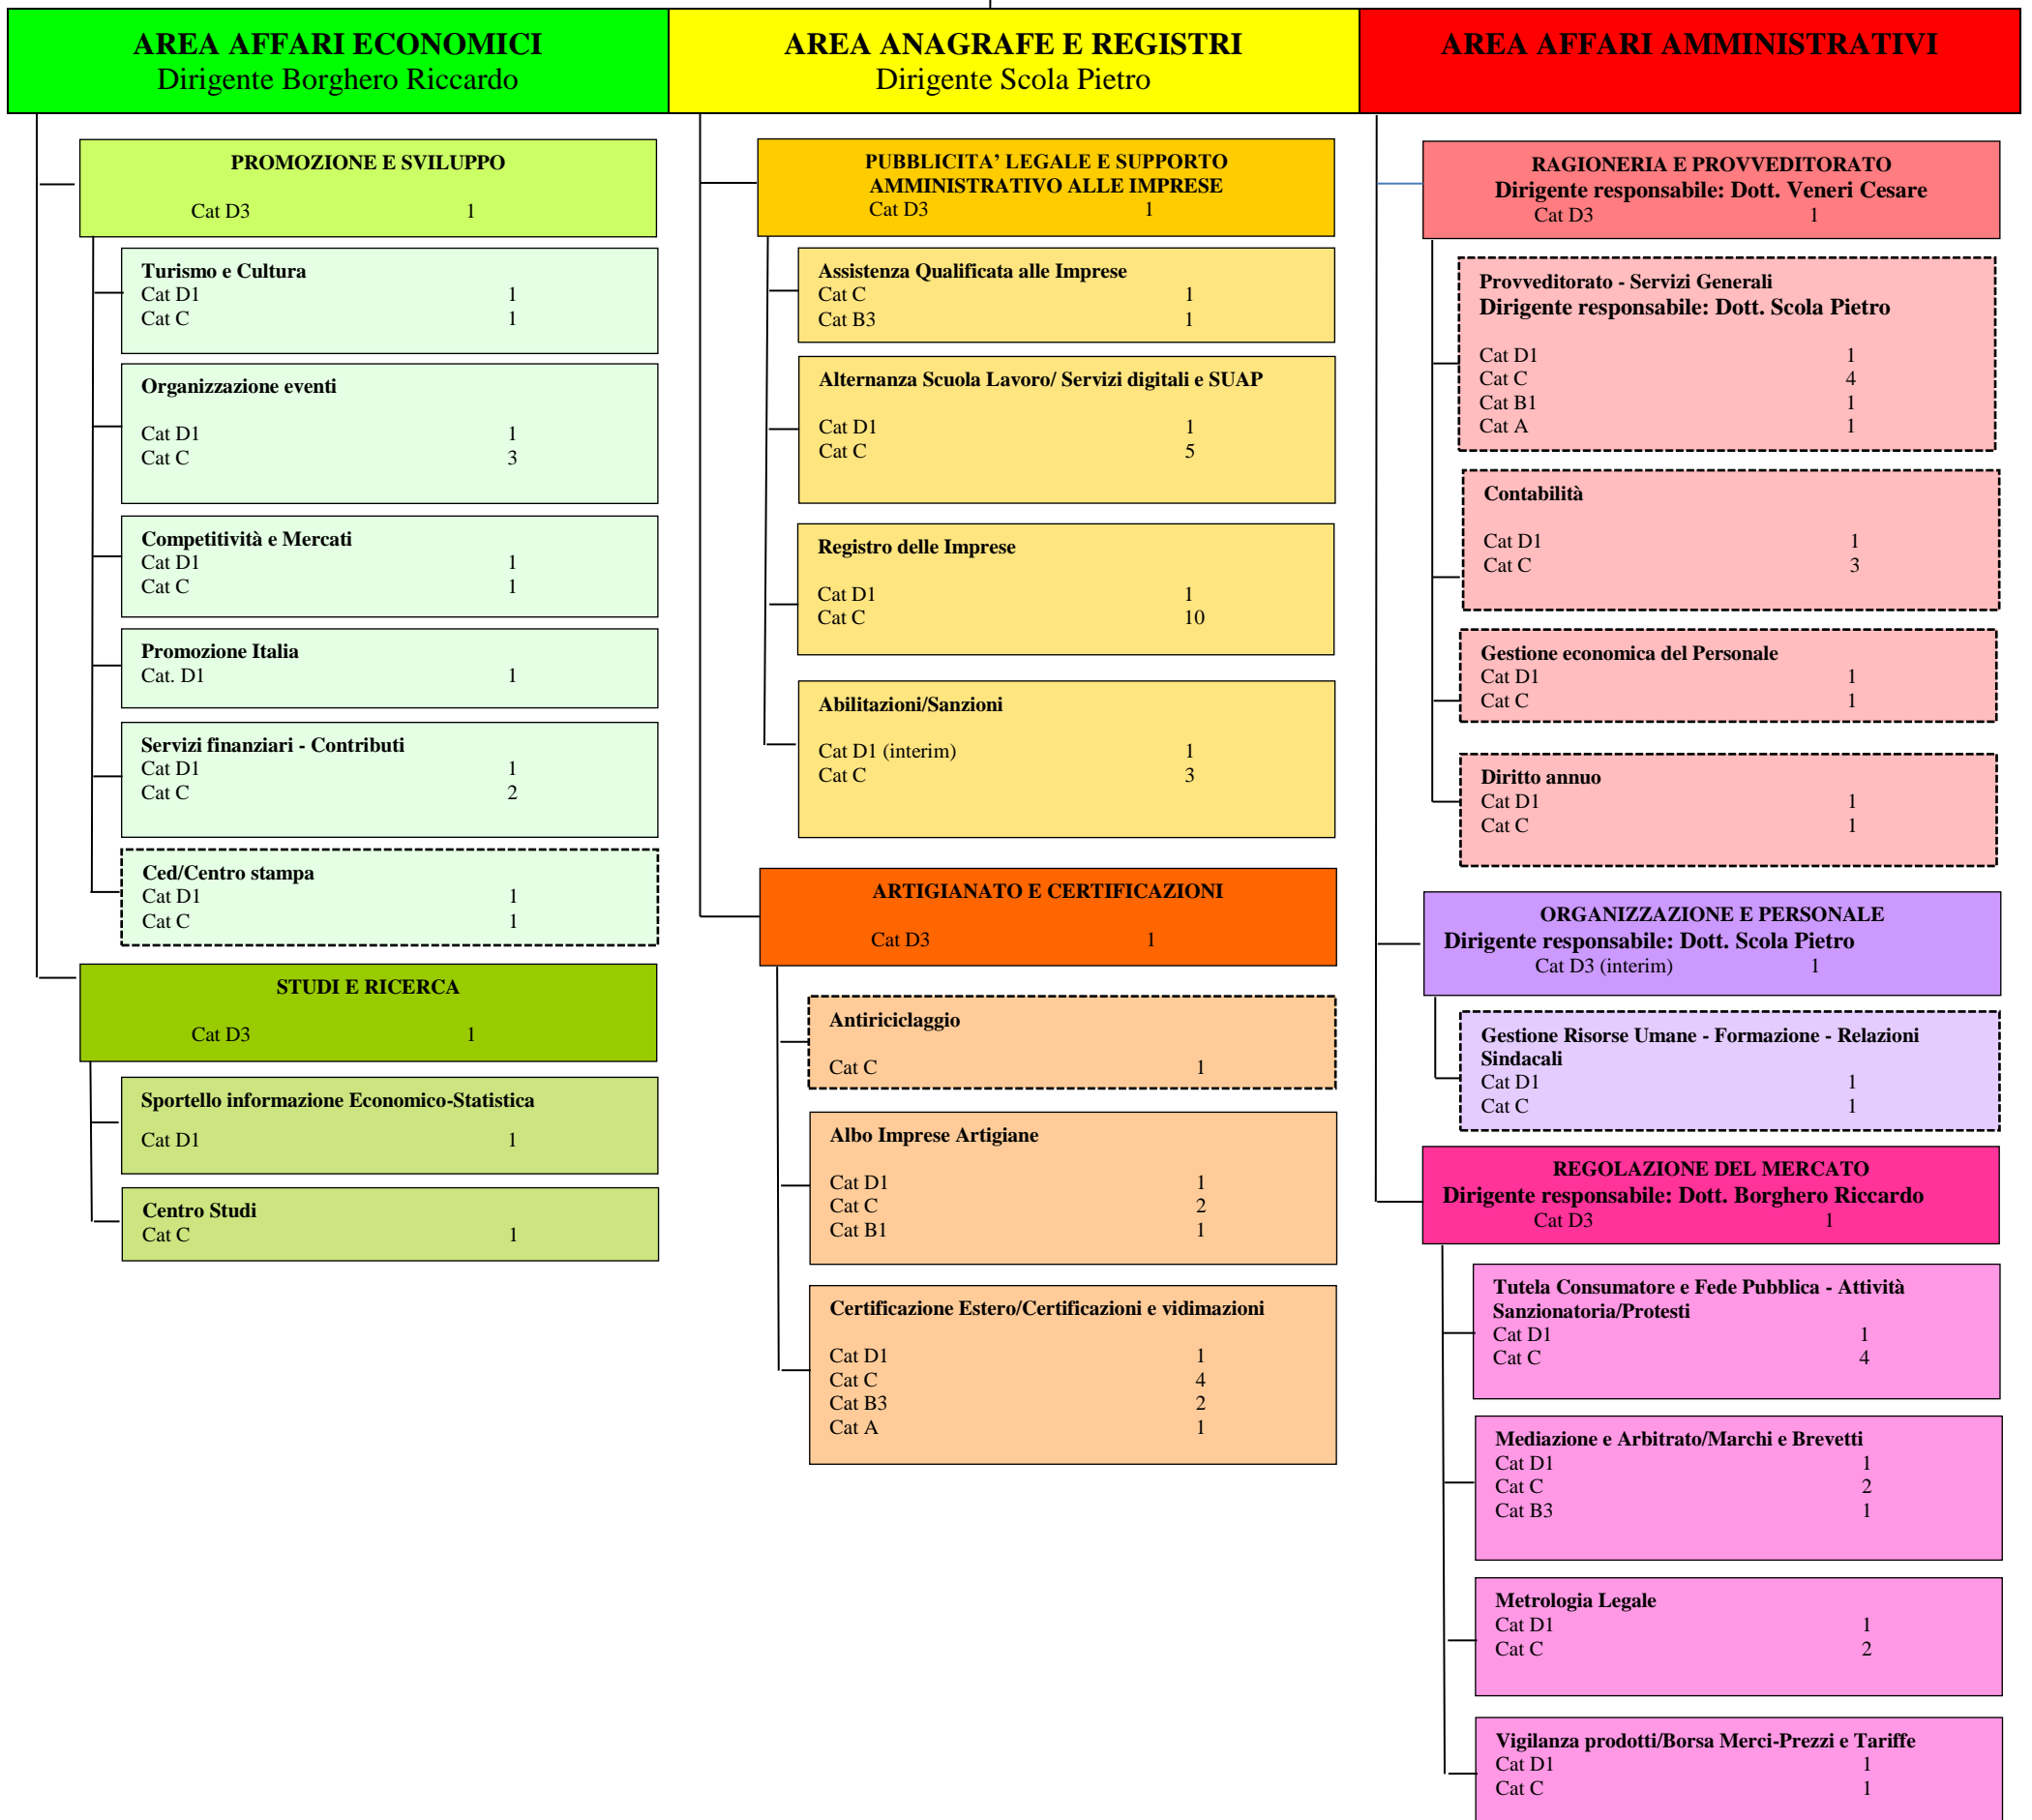 AREA AFFARI ECONOMICI
Dirigente Borghero Riccardo
PROMOZIONE E SVILUPPO
Cat D3 1
Turismo e Cultura
Cat D1 1
Cat C 1
Organizzazione eventi
Cat D1 1
Cat C 3
Competitività e Mercati
Cat D1 1
Cat C 1
Promozione Italia
Cat. D1 1
Servizi finanziari - Contributi
Cat D1 1
Cat C 2
Ced/Centro stampa
Cat D1 1
Cat C 1
STUDI E RICERCA
Cat D3 1
Sportello informazione Economico-Statistica
Cat D1 1
Centro Studi
Cat C 1
AREA ANAGRAFE E REGISTRI
Dirigente Scola Pietro
PUBBLICITA’ LEGALE E SUPPORTO
AMMINISTRATIVO ALLE IMPRESE
Cat D3 1
Assistenza Qualificata alle Imprese
Cat C 1
Cat B3 1
Alternanza Scuola Lavoro/ Servizi digitali e SUAP
Cat D1 1
Cat C 5
Registro delle Imprese
Cat D1 1
Cat C 10
Abilitazioni/Sanzioni
Cat D1 (interim) 1
Cat C 3
ARTIGIANATO E CERTIFICAZIONI
Cat D3 1
Antiriciclaggio
Cat C 1
Albo Imprese Artigiane
Cat D1 1
Cat C 2
Cat B1 1
Certificazione Estero/Certificazioni e vidimazioni
Cat D1 1
Cat C 4
Cat B3 2
Cat A 1
AREA AFFARI AMMINISTRATIVI
RAGIONERIA E PROVVEDITORATO
Dirigente responsabile: Dott. Veneri Cesare
Cat D3 1
Provveditorato - Servizi Generali
Dirigente responsabile: Dott. Scola Pietro
Cat D1 1
Cat C 4
Cat B1 1
Cat A 1
Contabilità
Cat D1 1
Cat C 3
Gestione economica del Personale
Cat D1 1
Cat C 1
Diritto annuo
Cat D1 1
Cat C 1
ORGANIZZAZIONE E PERSONALE
Dirigente responsabile: Dott. Scola Pietro
Cat D3 (interim) 1
Gestione Risorse Umane - Formazione - Relazioni
Sindacali
Cat D1 1
Cat C 1
REGOLAZIONE DEL MERCATO
Dirigente responsabile: Dott. Borghero Riccardo
Cat D3 1
Tutela Consumatore e Fede Pubblica - Attività
Sanzionatoria/Protesti
Cat D1 1
Cat C 4
Mediazione e Arbitrato/Marchi e Brevetti
Cat D1 1
Cat C 2
Cat B3 1
Metrologia Legale
Cat D1 1
Cat C 2
Vigilanza prodotti/Borsa Merci-Prezzi e Tariffe
Cat D1 1
Cat C 1